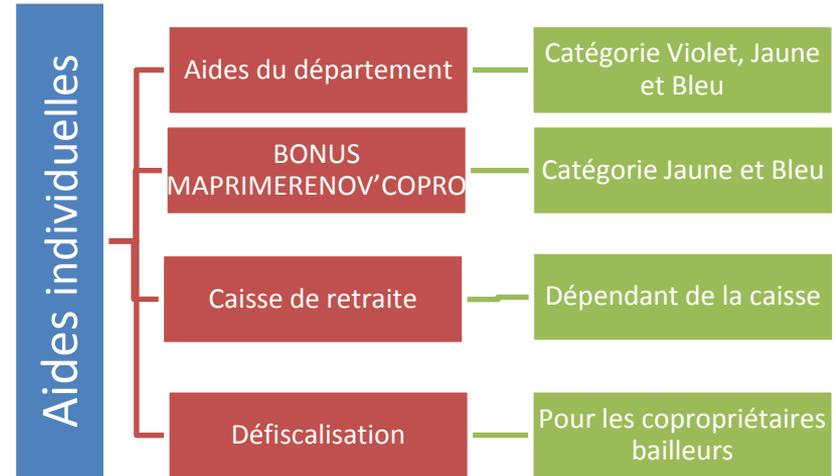 Aides individuelles
Aides du département
Catégorie Violet, Jaune
et Bleu
BONUS
MAPRIMERENOV'COPRO
Catégorie Jaune et Bleu
Caisse de retraite
Dépendant de la caisse
Défiscalisation
Pour les copropriétaires
bailleurs